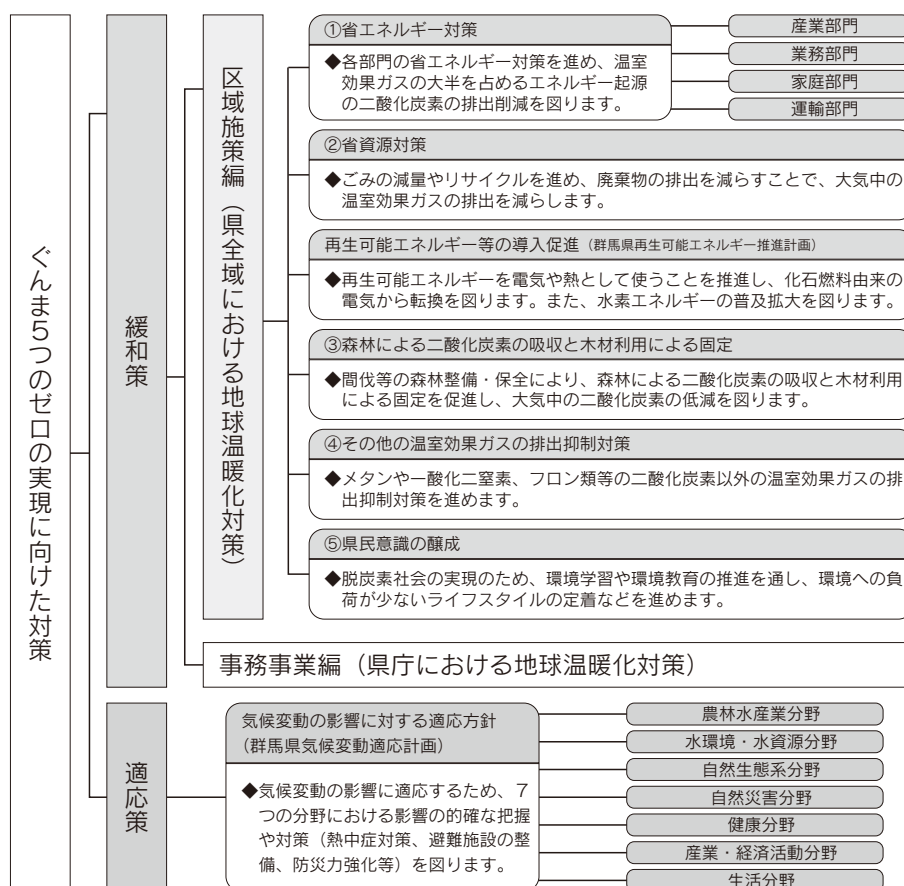 ぐんま5つのゼロの実現に向けた対策
緩和策
区域施策編（県全域における地球温暖化対策）
①省エネルギー対策
◆各部門の省エネルギー対策を進め、温室
効果ガスの大半を占めるエネルギー起源
の二酸化炭素の排出削減を図ります。
産業部門
業務部門
家庭部門
運輸部門
②省資源対策
◆ごみの減量やリサイクルを進め、廃棄物の排出を減らすことで、大気中の
温室効果ガスの排出を減らします。
再生可能エネルギー等の導入促進（群馬県再生可能エネルギー推進計画）
◆再生可能エネルギーを電気や熱として使うことを推進し、化石燃料由来の
電気から転換を図ります。また、水素エネルギーの普及拡大を図ります。
③森林による二酸化炭素の吸収と木材利用による固定
◆間伐等の森林整備・保全により、森林による二酸化炭素の吸収と木材利用
による固定を促進し、大気中の二酸化炭素の低減を図ります。
④その他の温室効果ガスの排出抑制対策
◆メタンや一酸化二窒素、フロン類等の二酸化炭素以外の温室効果ガスの排
出抑制対策を進めます。
⑤県民意識の醸成
◆脱炭素社会の実現のため、環境学習や環境教育の推進を通し、環境への負
荷が少ないライフスタイルの定着などを進めます。
事務事業編（県庁における地球温暖化対策）
適応策
気候変動の影響に対する適応方針
（群馬県気候変動適応計画）
◆気候変動の影響に適応するため、7
つの分野における影響の的確な把握
や対策（熱中症対策、避難施設の整
備、防災力強化等）を図ります。
農林水産業分野
水環境・水資源分野
自然生態系分野
自然災害分野
健康分野
産業・経済活動分野
生活分野